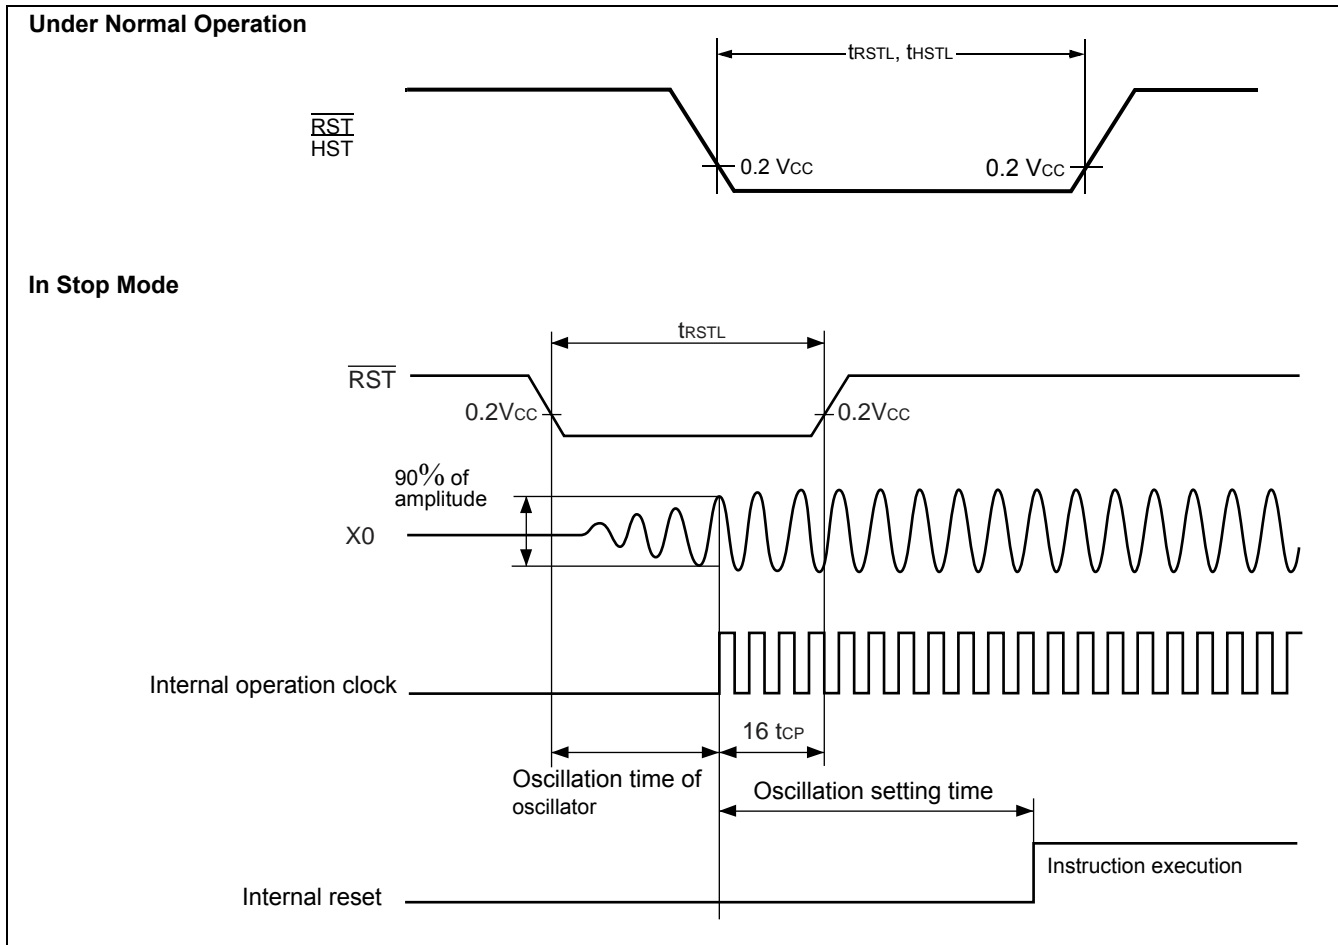 Under Normal Operation
tRSTL, tHSTL
RST
HST
0.2 VCC
0.2 VCC
In Stop Mode
tRSTL
RST
0.2VCC
0.2VCC
90% of
amplitude
X0
Internal operation clock
16 tCP
Oscillation time of
oscillator
Oscillation setting time
Instruction execution
Internal reset